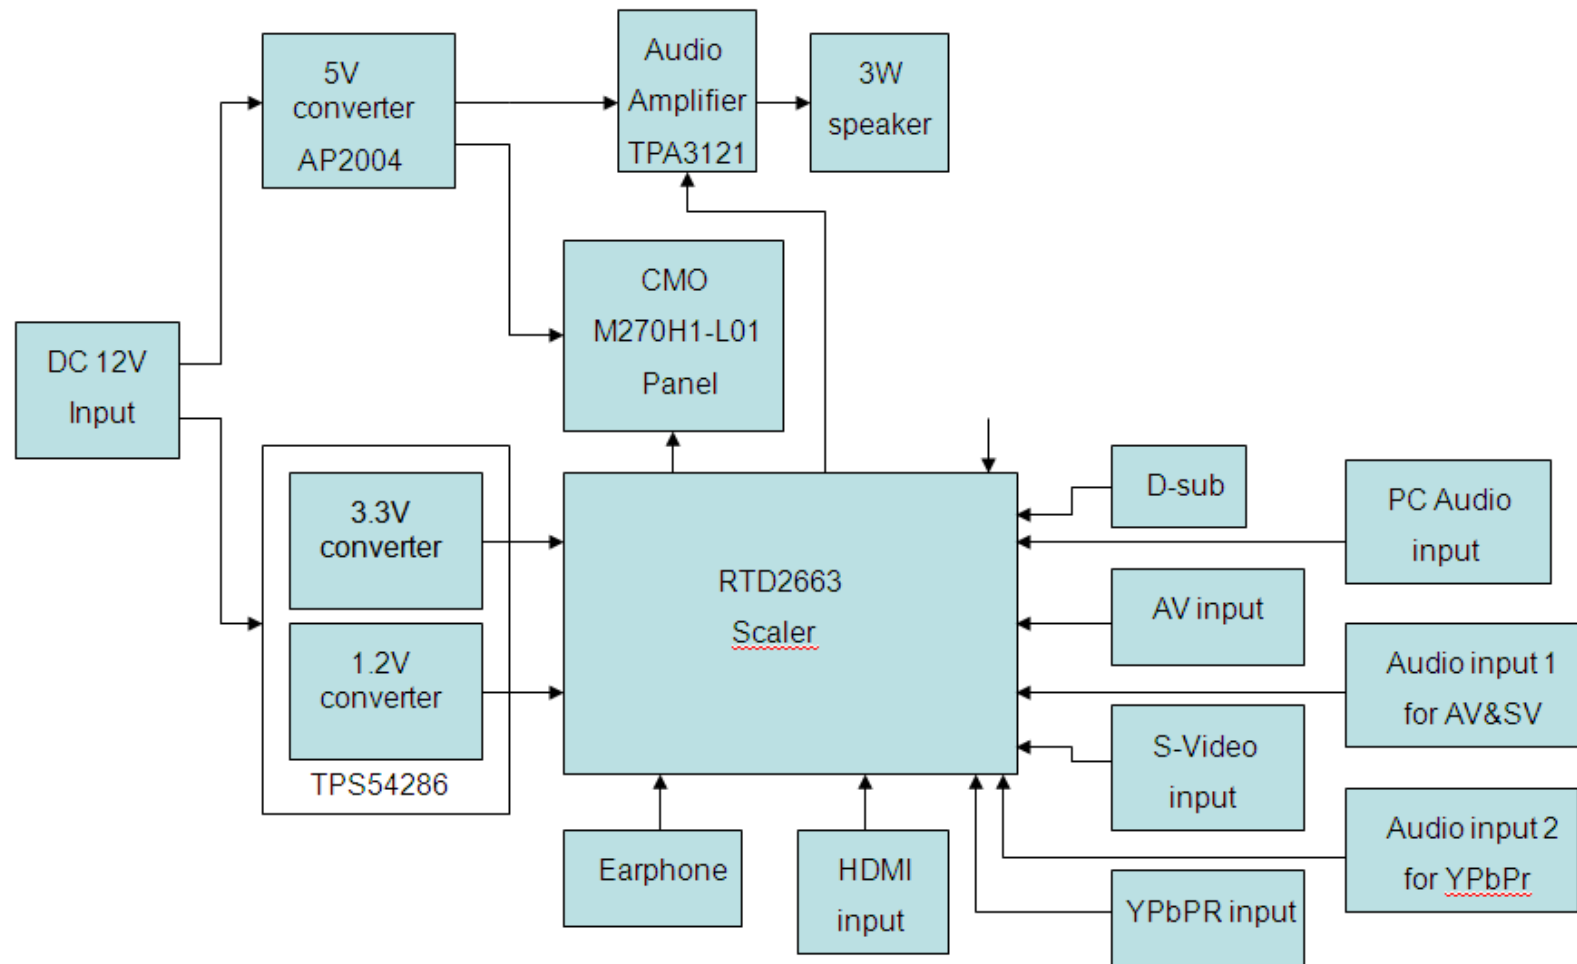 5V
converter
AP2004
Audio
Amplifier
TPA3121
3W
speaker
CMO
M270H1-L01
Panel
DC 12V
Input
3.3V
converter
1.2V
converter
TPS54286
RTD2663
Scaler
D-sub
PC Audio
input
AV input
Audio input 1
for AV&SV
S-Video
input
Audio input 2
for YPbPr
Earphone
HDMI
input
YPbPR input